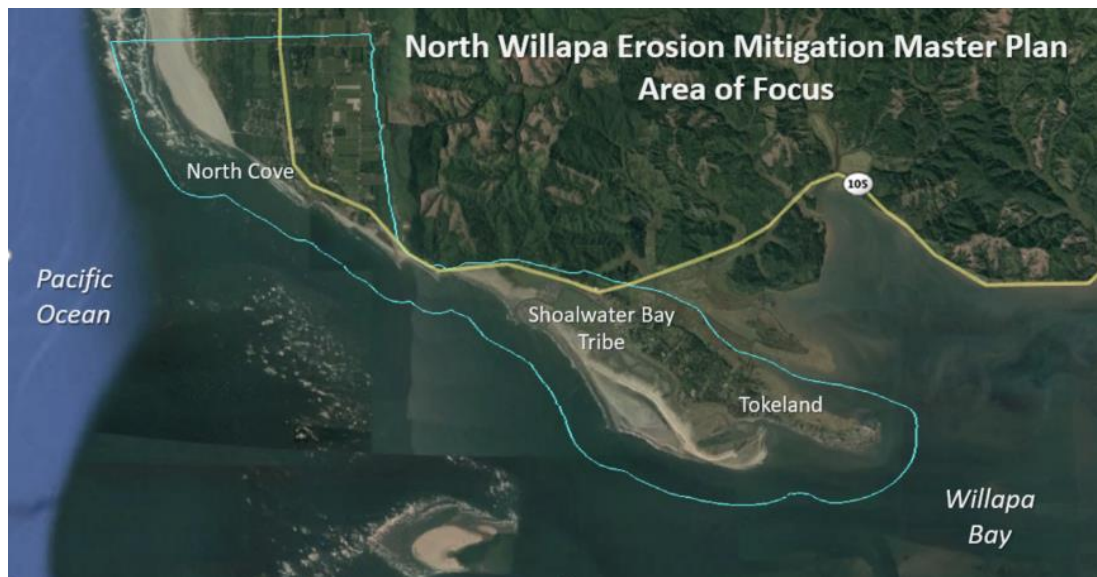 North Willapa Erosion Mitigation Master Plan
Area of Focus
North Cove
105
Pacific
Ocean
Shoalwater Bay
Tribe
Tokeland
Willapa
Bay